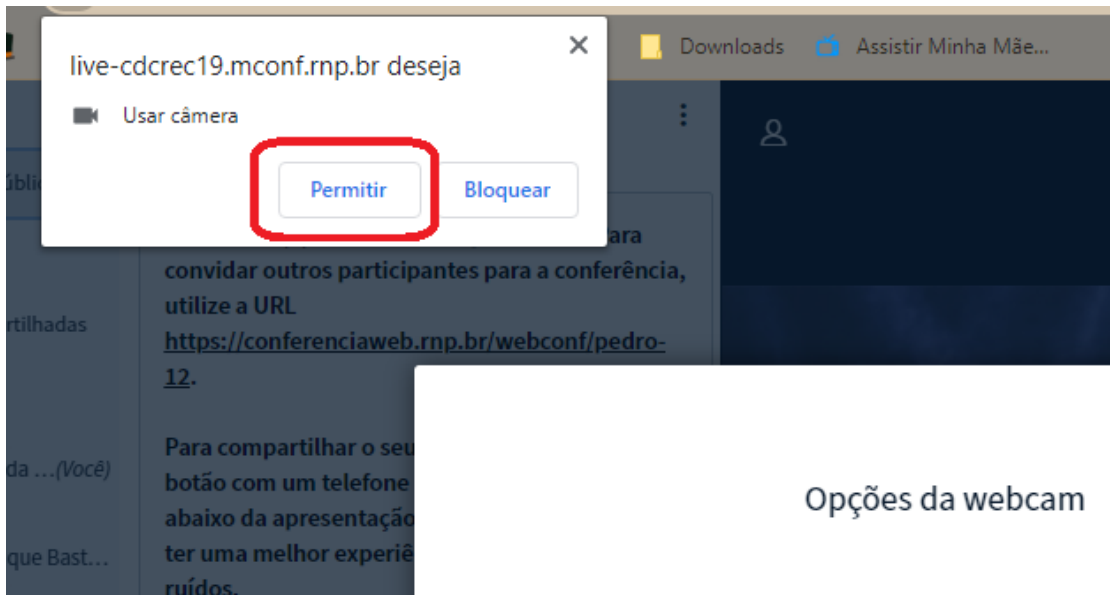 Downloads
Assistir Minha Mãe...
live-cdcrec19.mconf.rnp.br deseja
Usar câmera
Permitir
Bloquear
convidar outros participantes para a conferência,
utilize a URL
https://conferenciaweb.rnp.br/webconf/pedro-
12.
rtilhadas
Para compartilhar o seu
botão com um telefone
abaixo da apresentação
ter uma melhor experiê
ruídos.
da ...(Você)
que Bast...
Opções da webcam